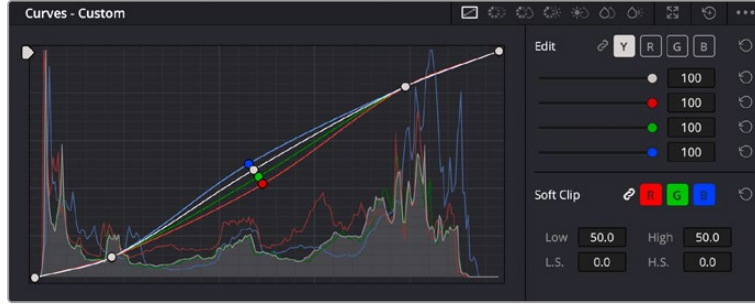 Curves - Custom
Edit Y R G B
100
100
100
100
Soft Clip R G B
Low 50.0 High 50.0
L.S. 0.0 H.S. 0.0